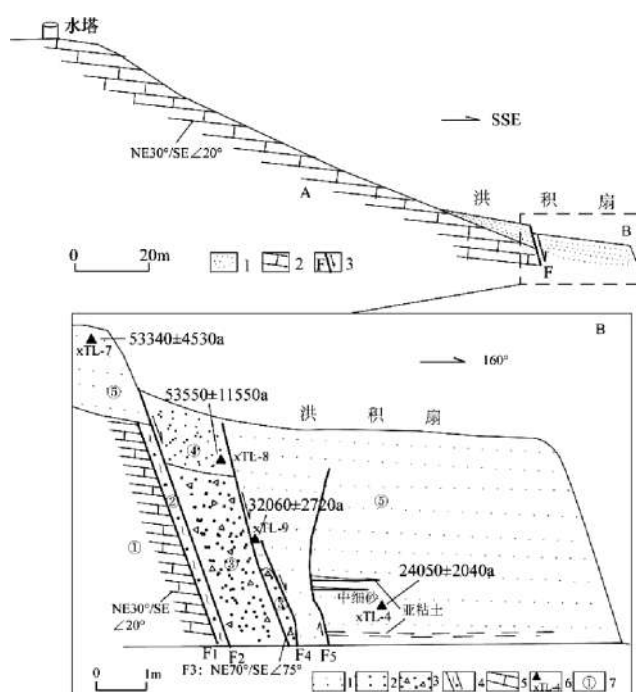 水塔
SSE
NE30°/SE∠20°
A
洪 积 扇
B
F
0 20m 1 2 F 3
B
53340±4530a
xTL-7
160°
53550±11550a
⑤
洪 积 扇
④
xTL-8
②
32060±2720a
⑤
xTL-9
①
③
24050±2040a
中细砂
xTL-4
亚粘土
NE30°/SE
∠20°
F1 F2 F4 F5
F3: NE70°/SE∠75°
0 1m
1 2 3 4 5 6 ① 7